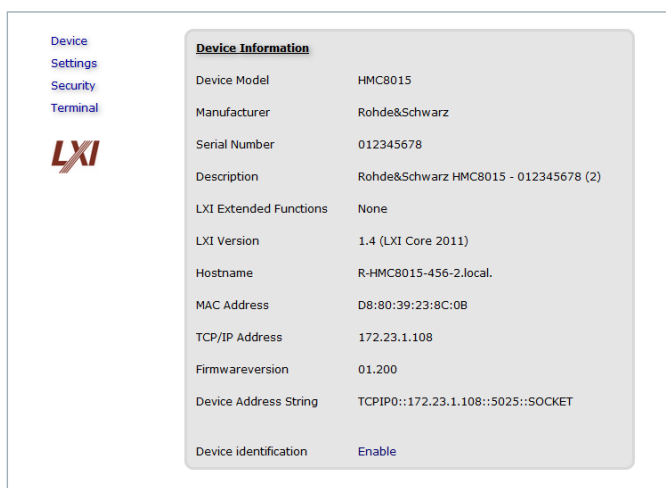 Device
Settings
Security
Terminal
LXI
Device Information
Device Model HMC8015
Manufacturer Rohde&Schwarz
Serial Number 012345678
Description Rohde&Schwarz HMC8015 - 012345678 (2)
LXI Extended Functions None
LXI Version 1.4 (LXI Core 2011)
Hostname R-HMC8015-456-2.local.
MAC Address D8:80:39:23:8C:0B
TCP/IP Address 172.23.1.108
Firmwareversion 01.200
Device Address String TCPIP0::172.23.1.108::5025::SOCKET
Device identification Enable